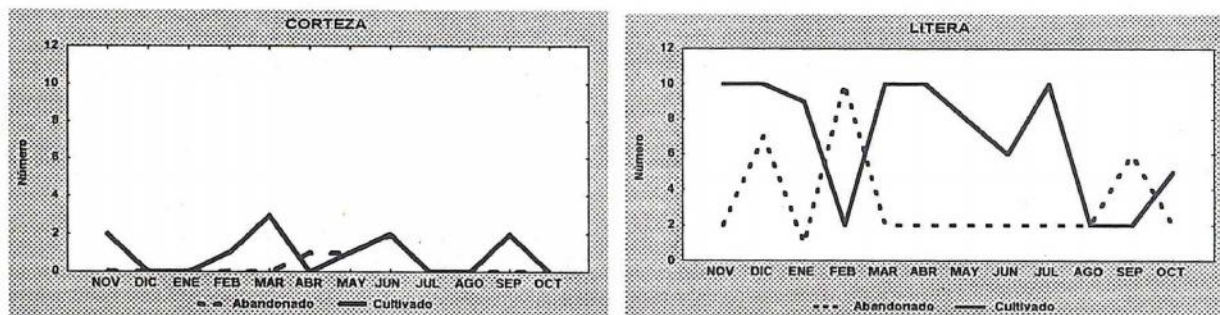 CORTEZA
12
10
8
6
4
2
0
Número
NOV DIC ENE FEB MAR ABR MAY JUN JUL AGO SEP OCT
Abandonado Cultivado
LITERA
12
10
8
6
4
2
0
Número
NOV DIC ENE FEB MAR ABR MAY JUN JUL AGO SEP OCT
Abandonado Cultivado